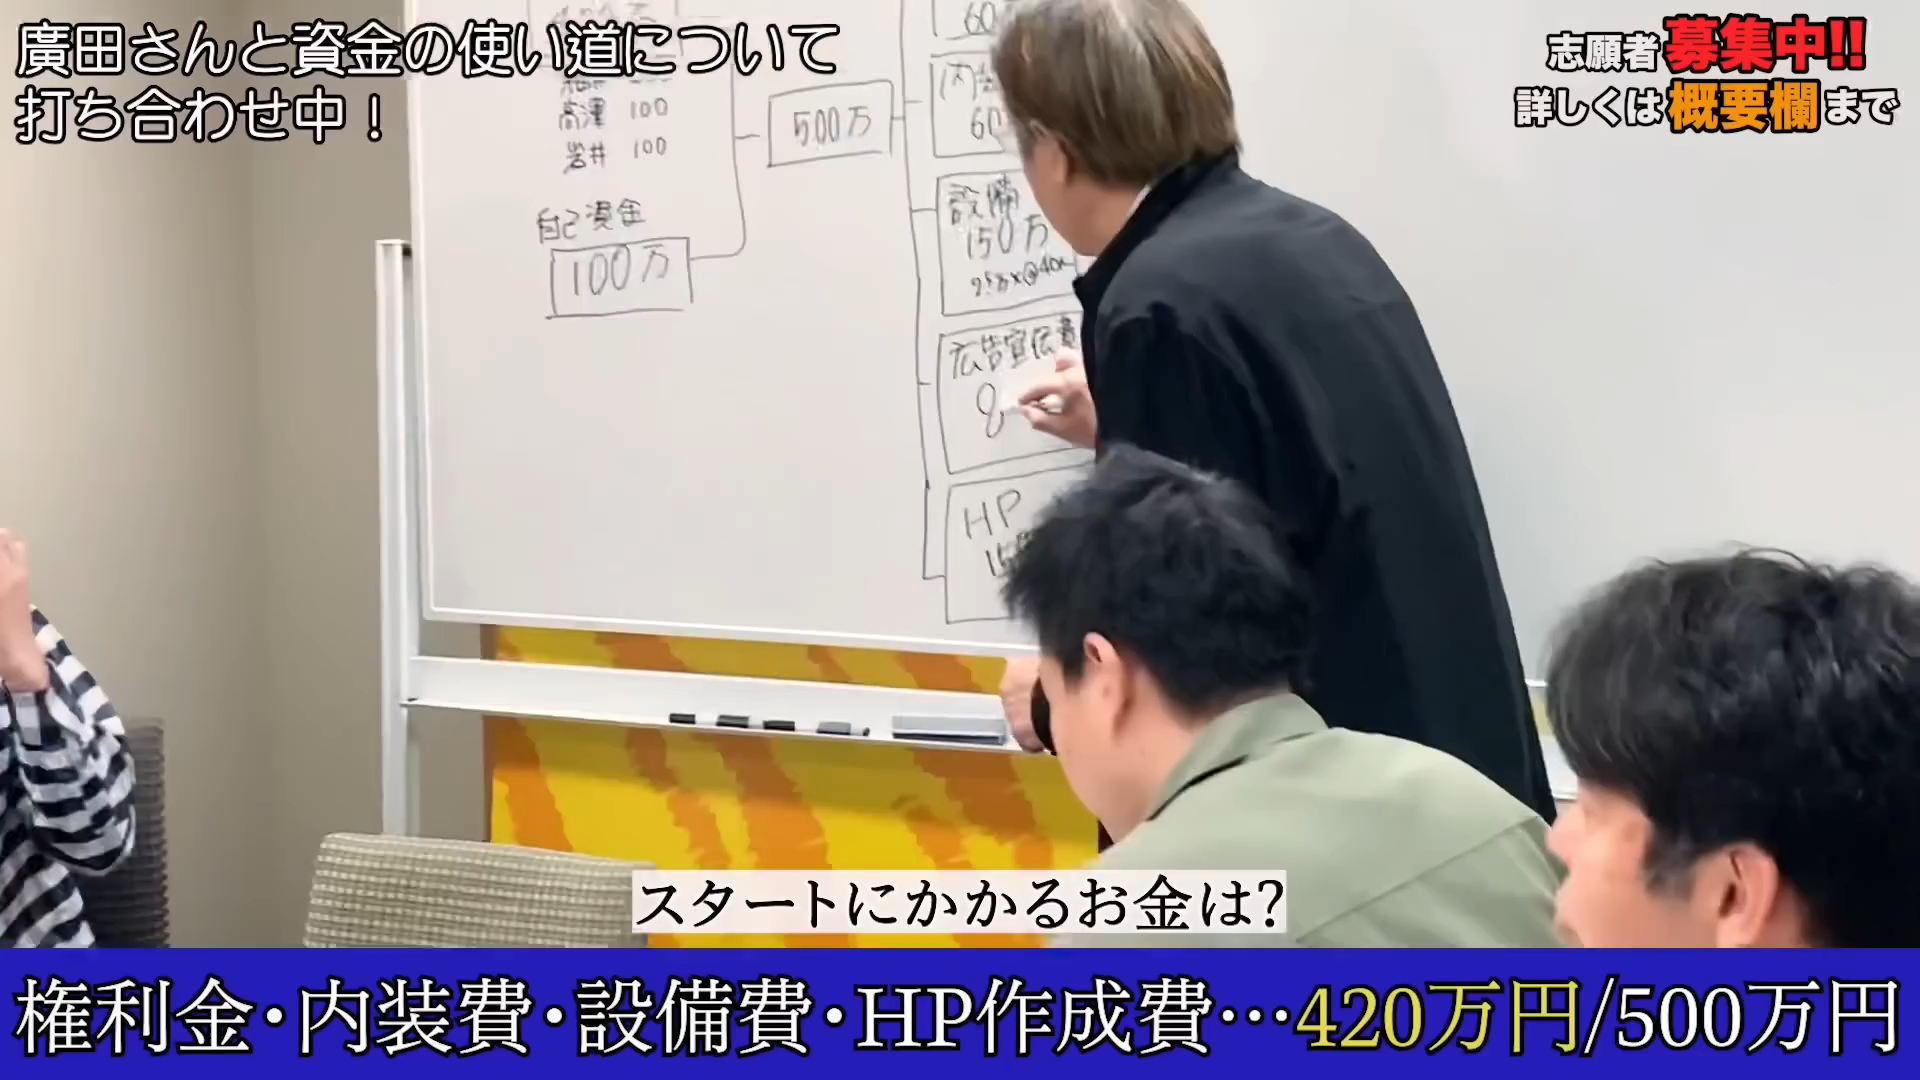 廣田さんと資金の使い道について
打ち合わせ中！
志願者募集中!!
詳しくは概要欄まで
高澤 100
岩井 100
自己資金
100万
500万
60
60
設備
150万
広告宣伝費
8
HP
15
スタートにかかるお金は?
権利金・内装費・設備費・HP作成費…420万円/500万円